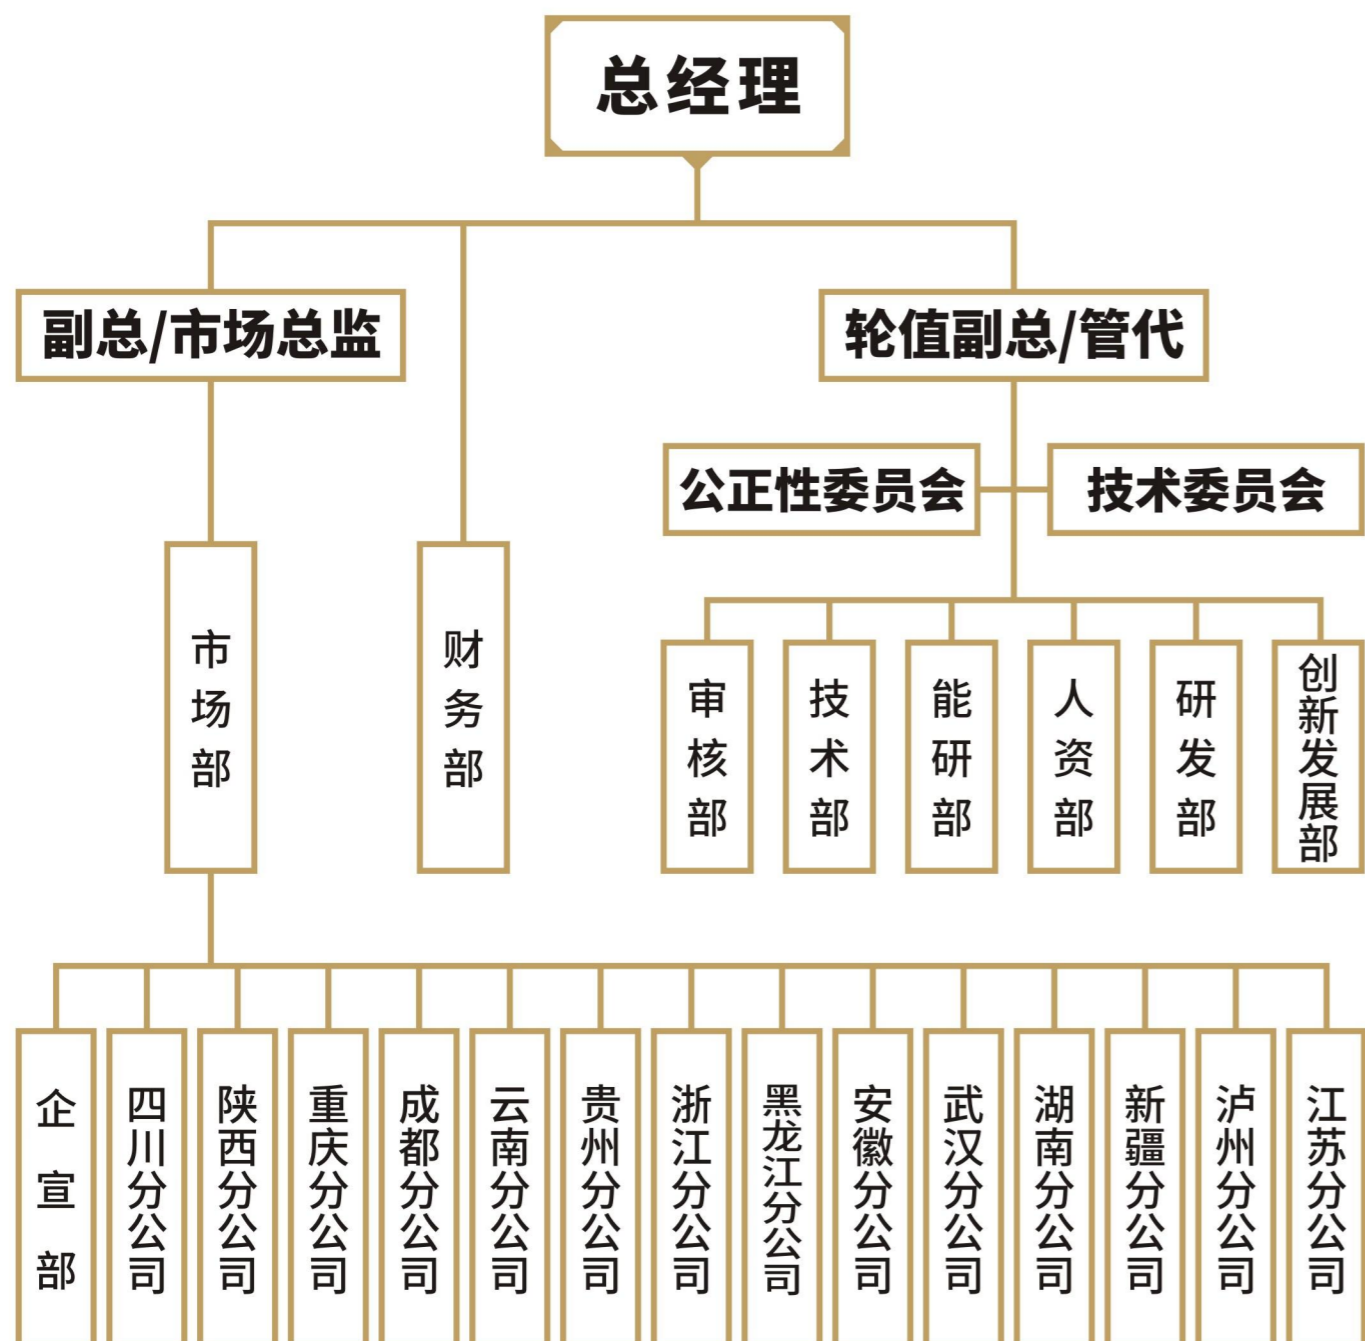 总经理
副总/市场总监
轮值副总/管代
公正性委员会
技术委员会
市场部
财务部
审核部
技术部
能研部
人资部
研发部
创新发展部
企宣部
四川分公司
陕西分公司
重庆分公司
成都分公司
云南分公司
贵州分公司
浙江分公司
黑龙江分公司
安徽分公司
武汉分公司
湖南分公司
新疆分公司
泸州分公司
江苏分公司